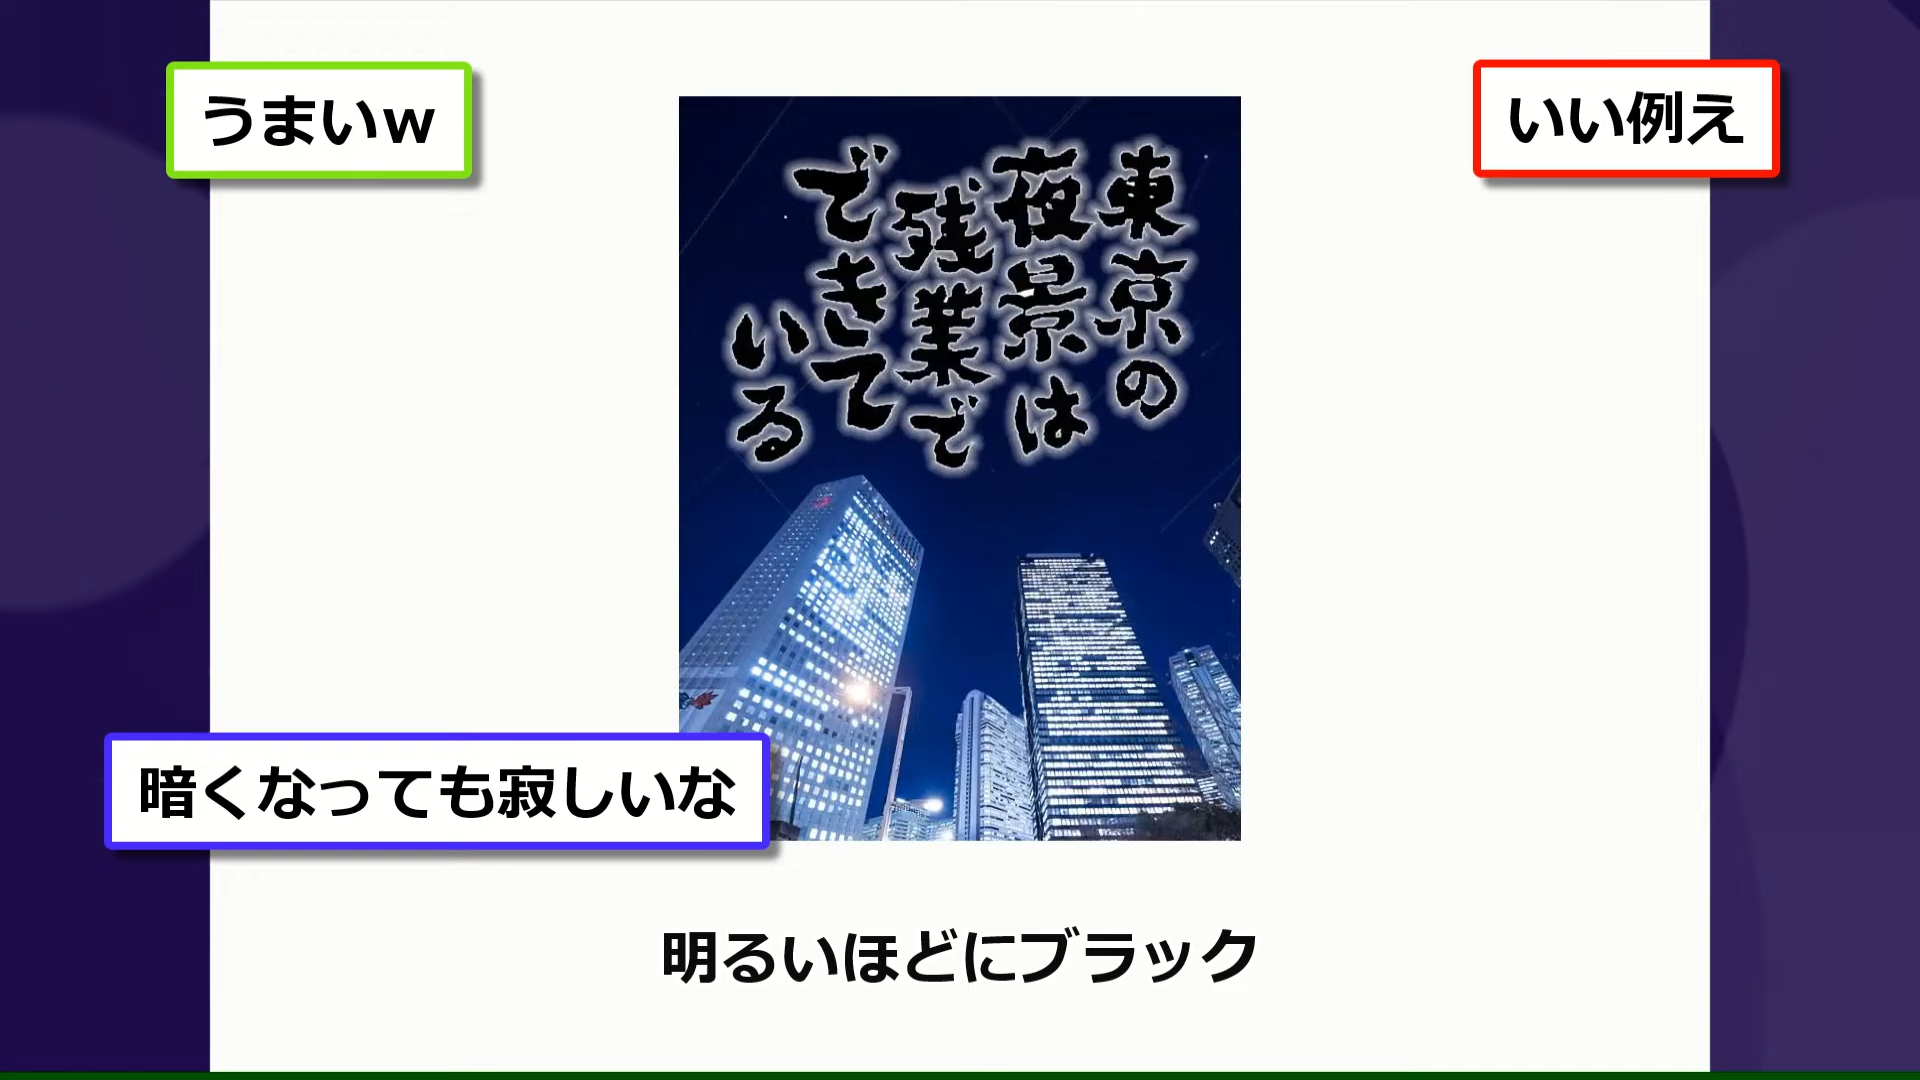 うまいw
いい例え
東京の
夜景は
残業で
できて
いる
暗くなっても寂しいな
明るいほどにブラック